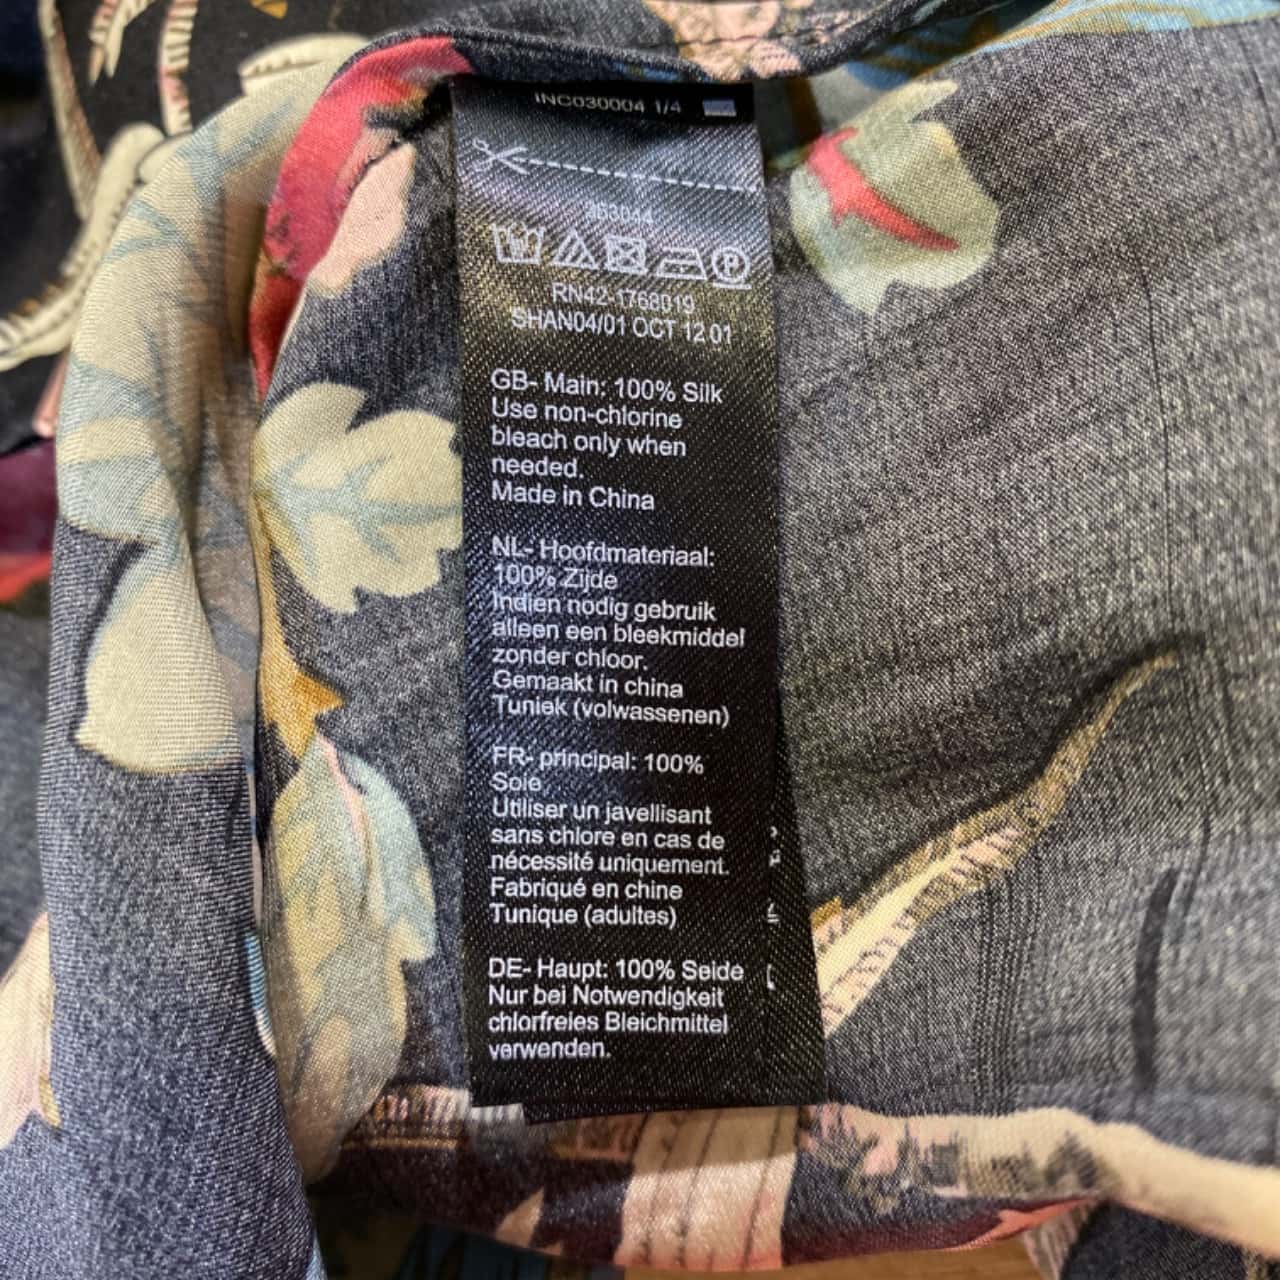 INC030004 1/4
RN42-1768019
SHAN04/01 OCT 12 01
GB- Main: 100% Silk
Use non-chlorine
bleach only when
needed.
Made in China
NL- Hoofdmateriaal:
100% Zijde
Indien nodig gebruik
alleen een bleekmiddel
zonder chloor.
Gemaakt in china
Tuniek (volwassenen)
FR- principal: 100%
Soie
Utiliser un javellisant
sans chlore en cas de
nécessité uniquement.
Fabriqué en chine
Tunique (adultes)
DE- Haupt: 100% Seide
Nur bei Notwendigkeit
chlorfreies Bleichmittel
verwenden.